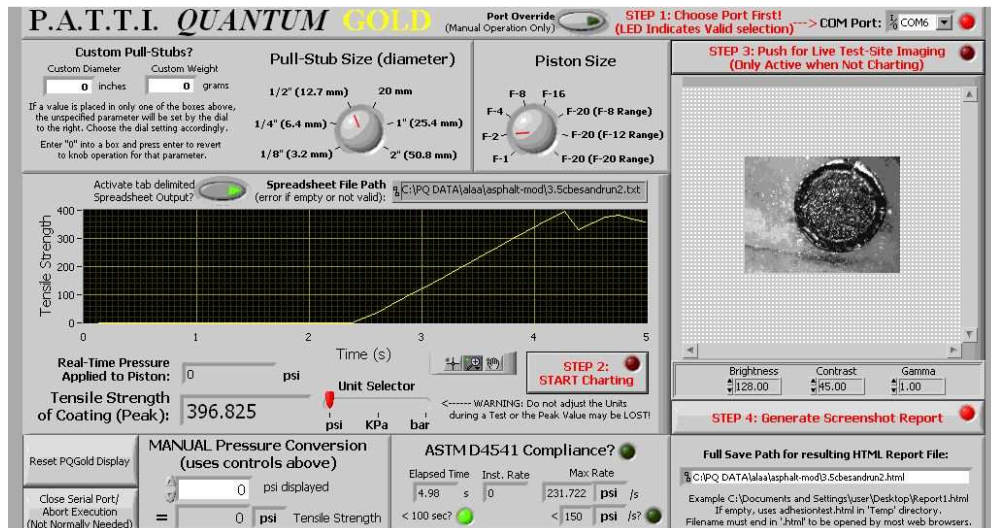 P.A.T.T.I. QUANTUM GOLD
Port Override
(Manual Operation Only)
STEP 1: Choose Port First!
(LED Indicates Valid selection)
---> COM Port: COM6
Custom Pull-Stubs?
Custom Diameter Custom Weight
0 inches 0 grams
If a value is placed in only one of the boxes above,
the unspecified parameter will be set by the dial
to the right. Choose the dial setting accordingly.
Enter "0" into a box and press enter to revert
to knob operation for that parameter.
Pull-Stub Size (diameter)
1/2" (12.7 mm) 20 mm
1/4" (6.4 mm) 1" (25.4 mm)
1/8" (3.2 mm) 2" (50.8 mm)
Piston Size
F-8 F-16
F-4 F-20 (F-8 Range)
F-2 F-20 (F-12 Range)
F-1 F-20 (F-20 Range)
STEP 3: Push for Live Test-Site Imaging
(Only Active when Not Charting)
Activate tab delimited
Spreadsheet Output?
Spreadsheet File Path
(error if empty or not valid):
C:\PQ DATA\alaa\asphalt-mod\3.5cbesandrun2.txt
Tensile Strength
400
300
200
100
0
0 1 2 3 4 5
Time (s)
Real-Time Pressure
Applied to Piston: 0 psi
Tensile Strength
of Coating (Peak): 396.825
Unit Selector
psi KPa bar
STEP 2:
START Charting
<------ WARNING: Do not adjust the Units
during a Test or the Peak Value may be LOST!
Brightness Contrast Gamma
128.00 45.00 1.00
STEP 4: Generate Screenshot Report
Reset PQGold Display
Close Serial Port/
Abort Execution
(Not Normally Needed)
MANUAL Pressure Conversion
(uses controls above)
0 psi displayed
= 0 psi Tensile Strength
ASTM D4541 Compliance?
Elapsed Time Inst. Rate Max Rate
4.98 s 0 231.722 psi /s
< 100 sec? < 150 psi /s?
Full Save Path for resulting HTML Report File:
C:\PQ DATA\alaa\asphalt-mod\3.5cbesandrun2.html
Example C:\Documents and Settings\user\Desktop\Report1.html
If empty, uses adhesiontest.html in 'Temp' directory.
Filename must end in '.html' to be opened by most web browsers.